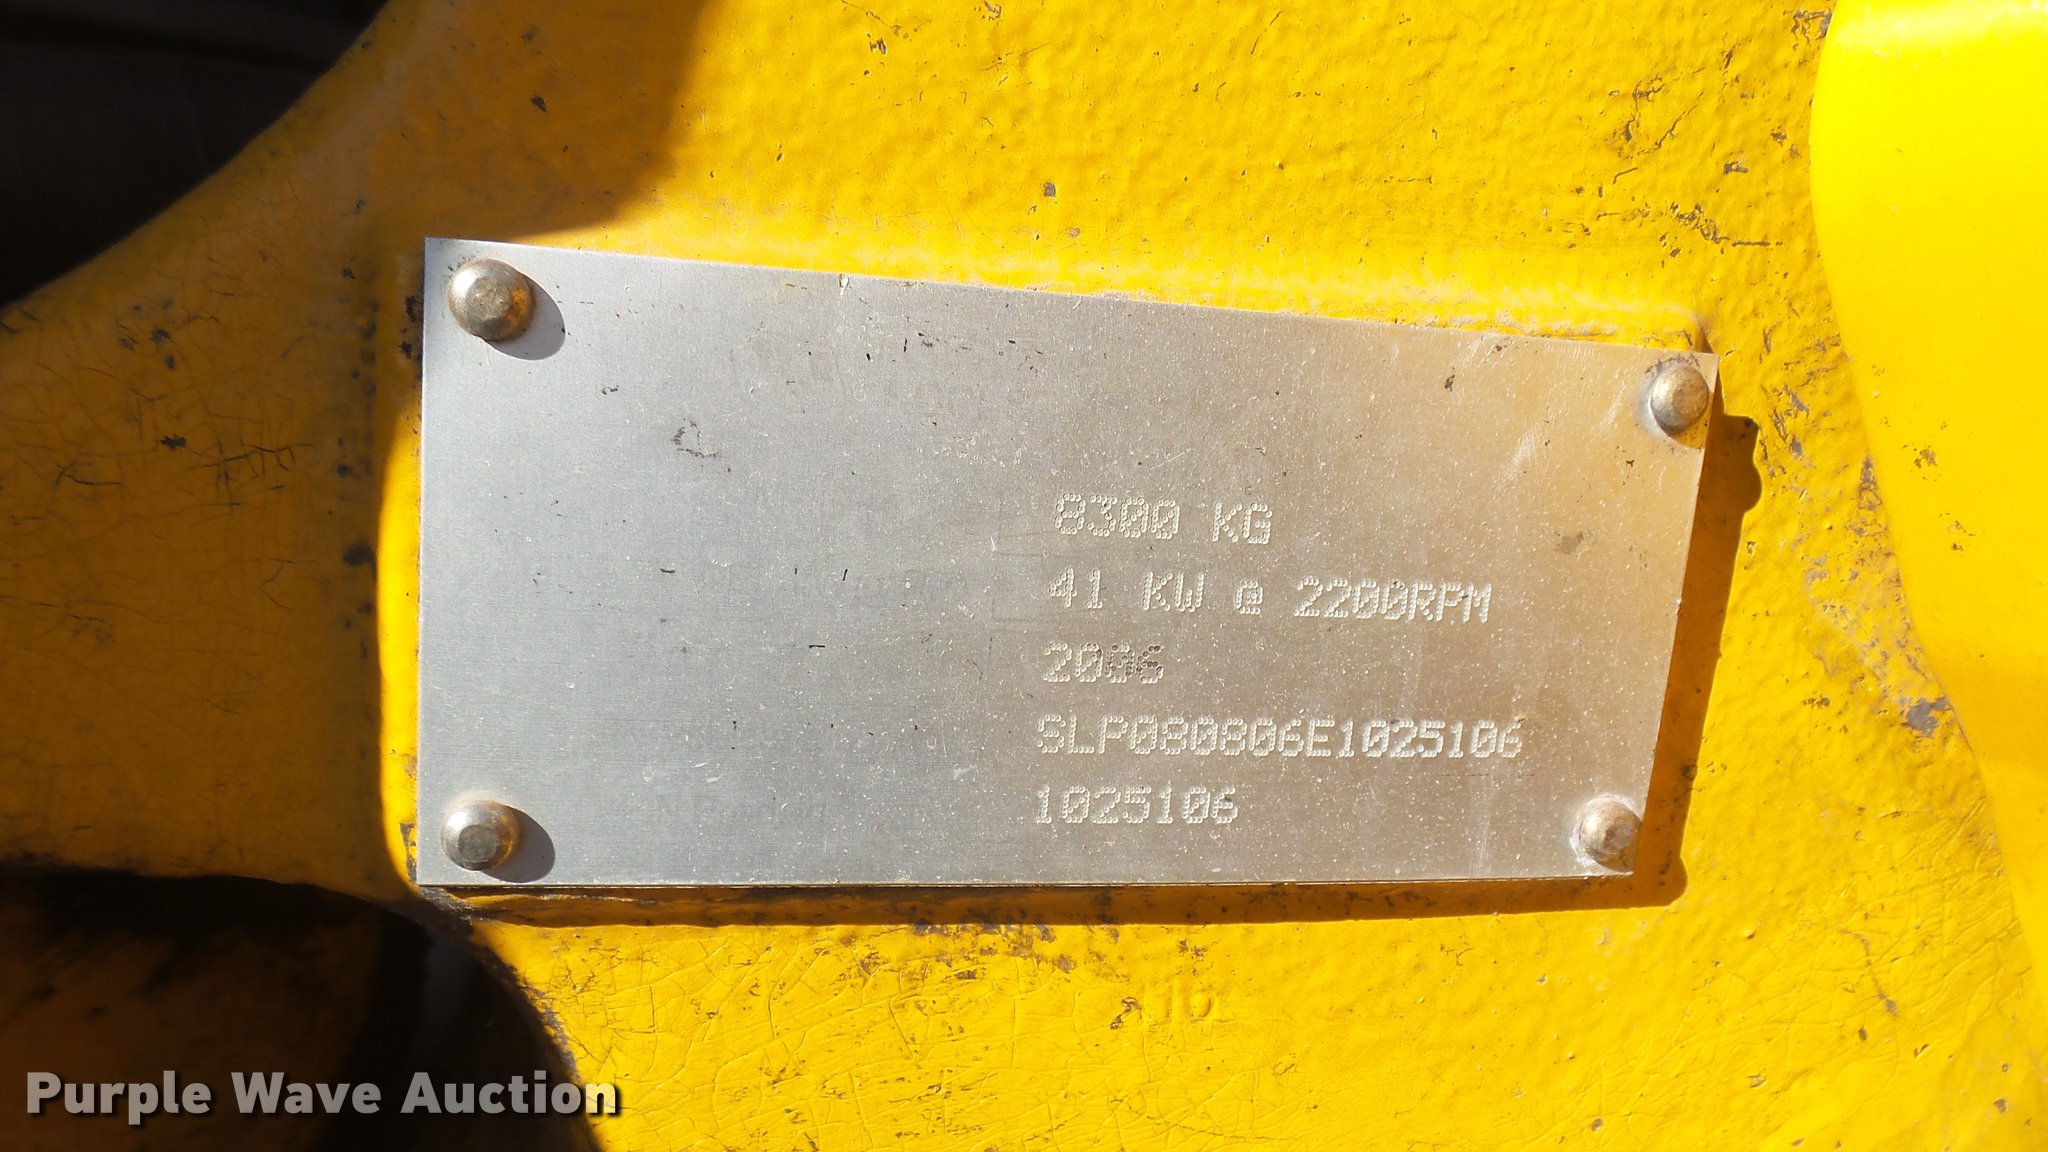 8300 KG
41 KW @ 2200RPM
2006
SLP080806E1025106
1025106
Purple Wave Auction